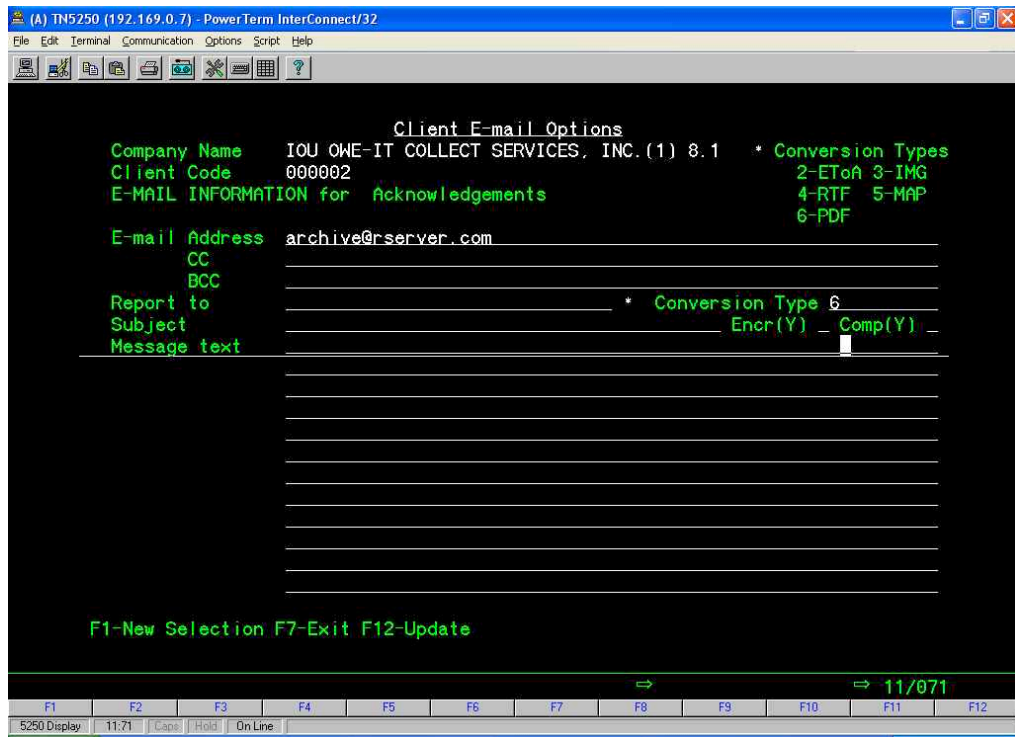 (A) TN5250 (192.169.0.7) - PowerTerm InterConnect/32
File Edit Terminal Communication Options Script Help
Client E-mail Options
Company Name IOU OWE-IT COLLECT SERVICES, INC.(1) 8.1 * Conversion Types
Client Code 000002 2-EToA 3-IMG
E-MAIL INFORMATION for Acknowledgements 4-RTF 5-MAP
6-PDF
E-mail Address archive@rserver.com
CC
BCC
Report to * Conversion Type 6
Subject Encr(Y) _ Comp(Y) _
Message text
F1-New Selection F7-Exit F12-Update
⇒ ⇒ 11/071
F1 F2 F3 F4 F5 F6 F7 F8 F9 F10 F11 F12
5250 Display 11:71 Caps Hold On Line